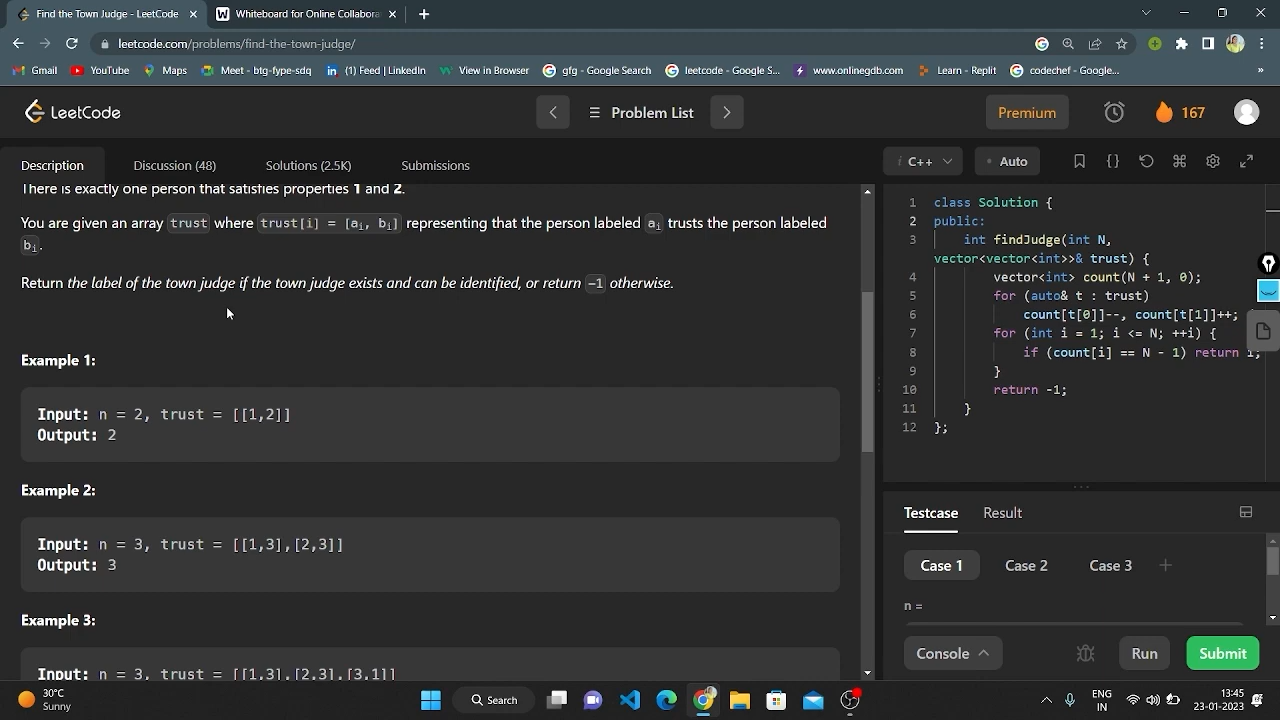 Find the Town Judge - LeetCode
Whiteboard for Online Collabora
leetcode.com/problems/find-the-town-judge/
Gmail
YouTube
Maps
Meet - btg-fype-sdq
(1) Feed | LinkedIn
View in Browser
gfg - Google Search
leetcode - Google S...
www.onlinegdb.com
Learn - Replit
codechef - Google...
»
LeetCode
Problem List
Premium
167
Description
Discussion (48)
Solutions (2.5K)
Submissions
i C++
Auto
There is exactly one person that satisfies properties 1 and 2.
You are given an array trust where trust[i] = [ai, bi] representing that the person labeled ai trusts the person labeled
bi.
Return the label of the town judge if the town judge exists and can be identified, or return -1 otherwise.
Example 1:
Input: n = 2, trust = [[1,2]]
Output: 2
Example 2:
Input: n = 3, trust = [[1,3],[2,3]]
Output: 3
Example 3:
Input: n = 3, trust = [[1,3],[2,3],[3,1]]
1 class Solution {
2 public:
3 int findJudge(int N,
vector<vector<int>>& trust) {
4 vector<int> count(N + 1, 0);
5 for (auto& t : trust)
6 count[t[0]]--, count[t[1]]++;
7 for (int i = 1; i <= N; ++i) {
8 if (count[i] == N - 1) return i;
9 }
10 return -1;
11 }
12 };
Testcase
Result
Case 1
Case 2
Case 3
n =
Console
Run
Submit
30°C
Sunny
Search
ENG
IN
13:45
23-01-2023